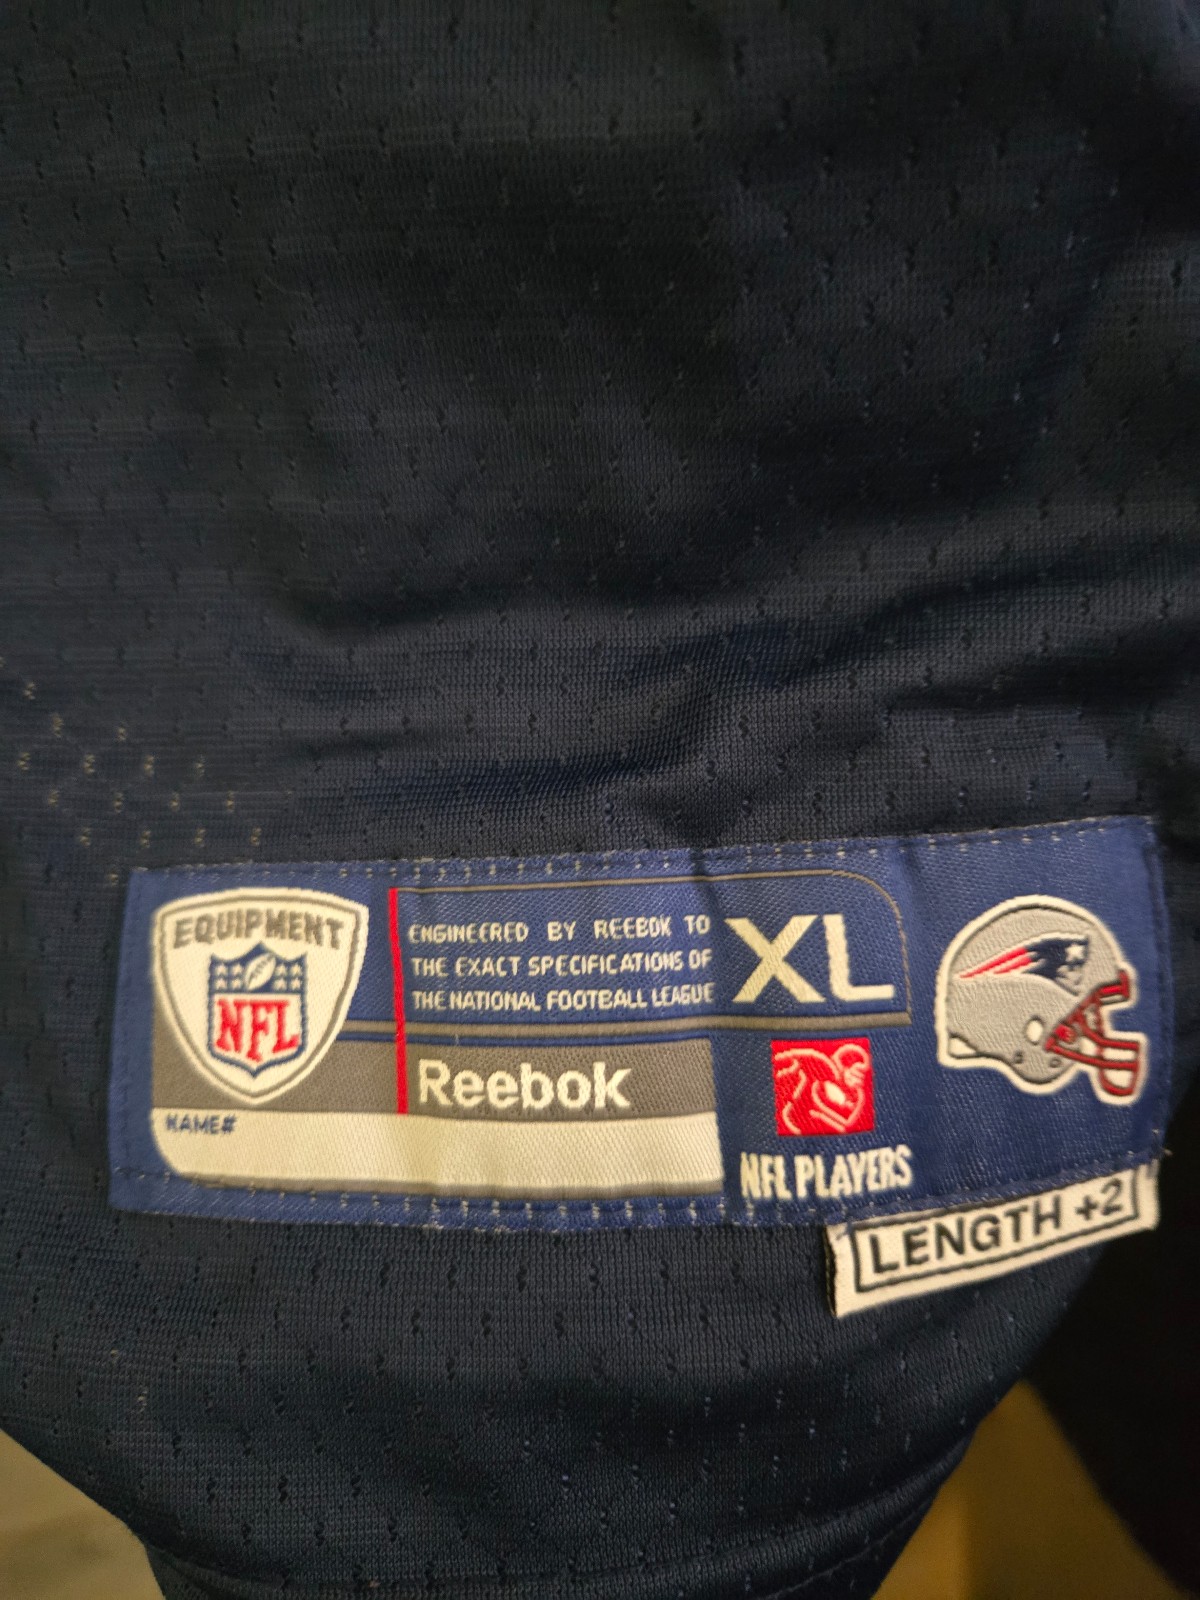 EQUIPMENT
NFL
ENGINEERED BY REEBOK TO
THE EXACT SPECIFICATIONS OF
THE NATIONAL FOOTBALL LEAGUE
XL
Reebok
NAME#
NFL PLAYERS
LENGTH +2